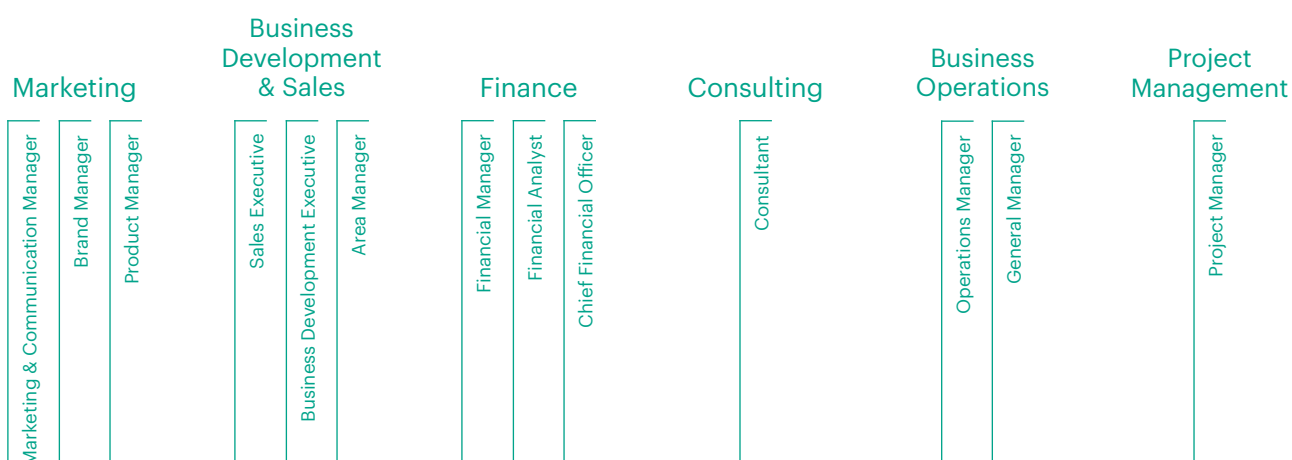 Marketing
Marketing & Communication Manager
Brand Manager
Product Manager
Business
Development
& Sales
Sales Executive
Business Development Executive
Area Manager
Finance
Financial Manager
Financial Analyst
Chief Financial Officer
Consulting
Consultant
Business
Operations
Operations Manager
General Manager
Project
Management
Project Manager